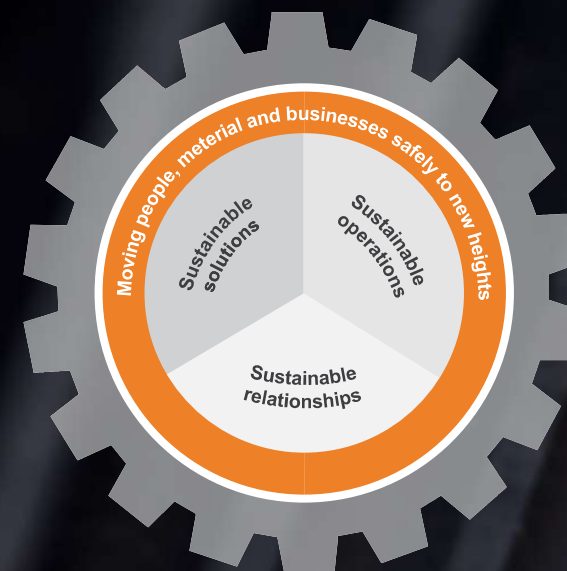 Moving people, meterial and businesses safely to new heights
Sustainable
solutions
Sustainable
operations
Sustainable
relationships